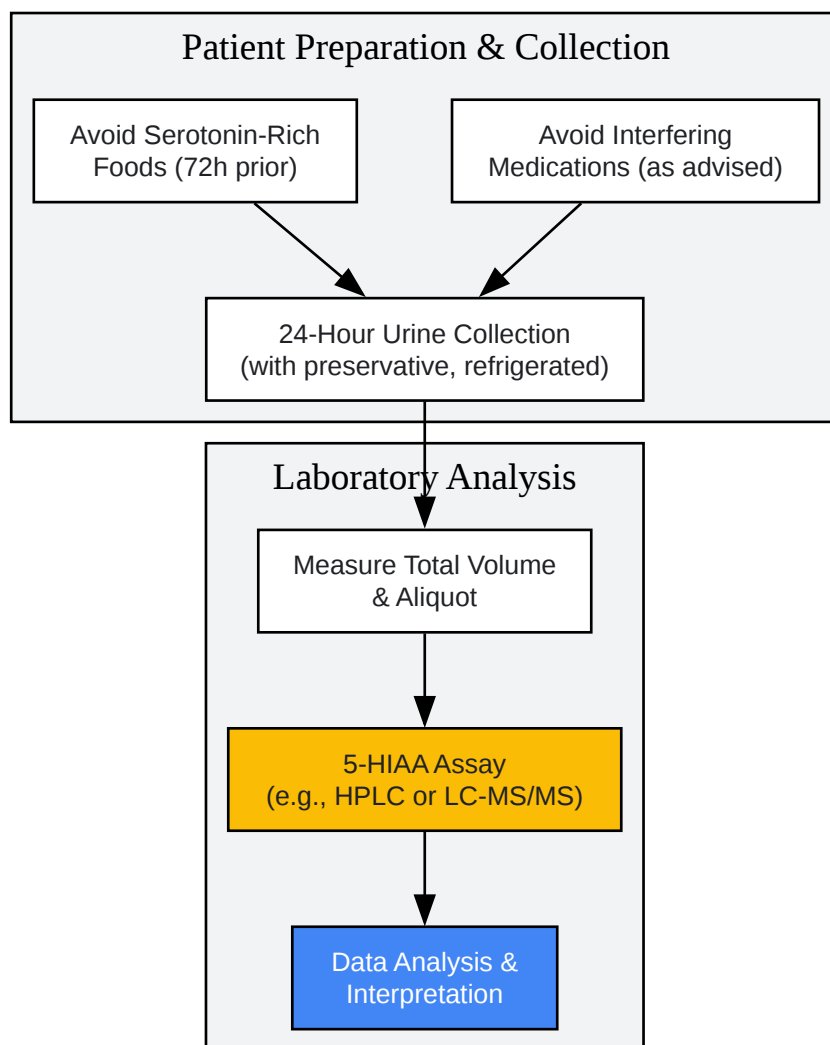 Patient Preparation & Collection
Avoid Serotonin-Rich
Foods (72h prior)
Avoid Interfering
Medications (as advised)
24-Hour Urine Collection
(with preservative, refrigerated)
Laboratory Analysis
Measure Total Volume
& Aliquot
5-HIAA Assay
(e.g., HPLC or LC-MS/MS)
Data Analysis &
Interpretation